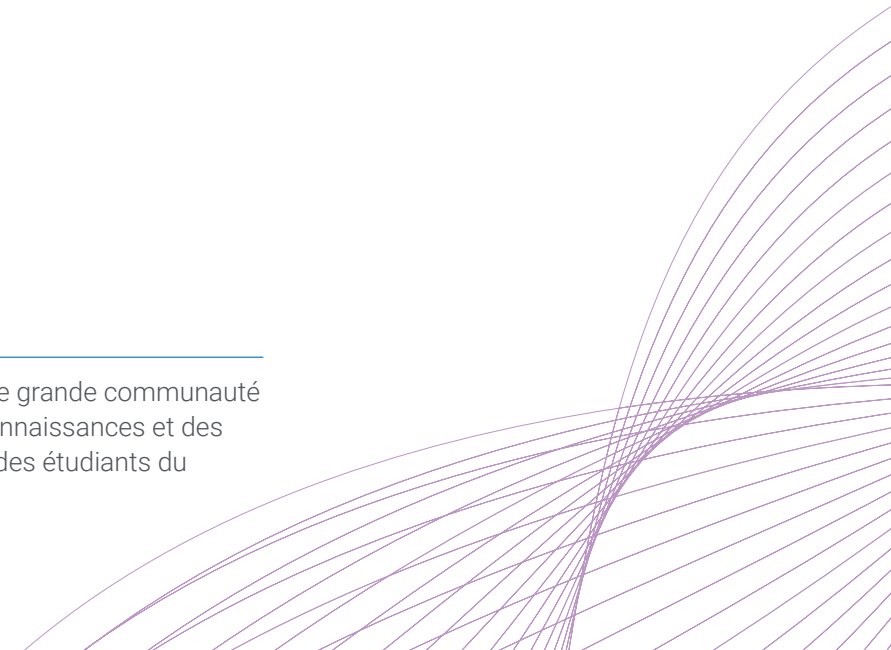 e grande communauté
nnaissances et des
des étudiants du